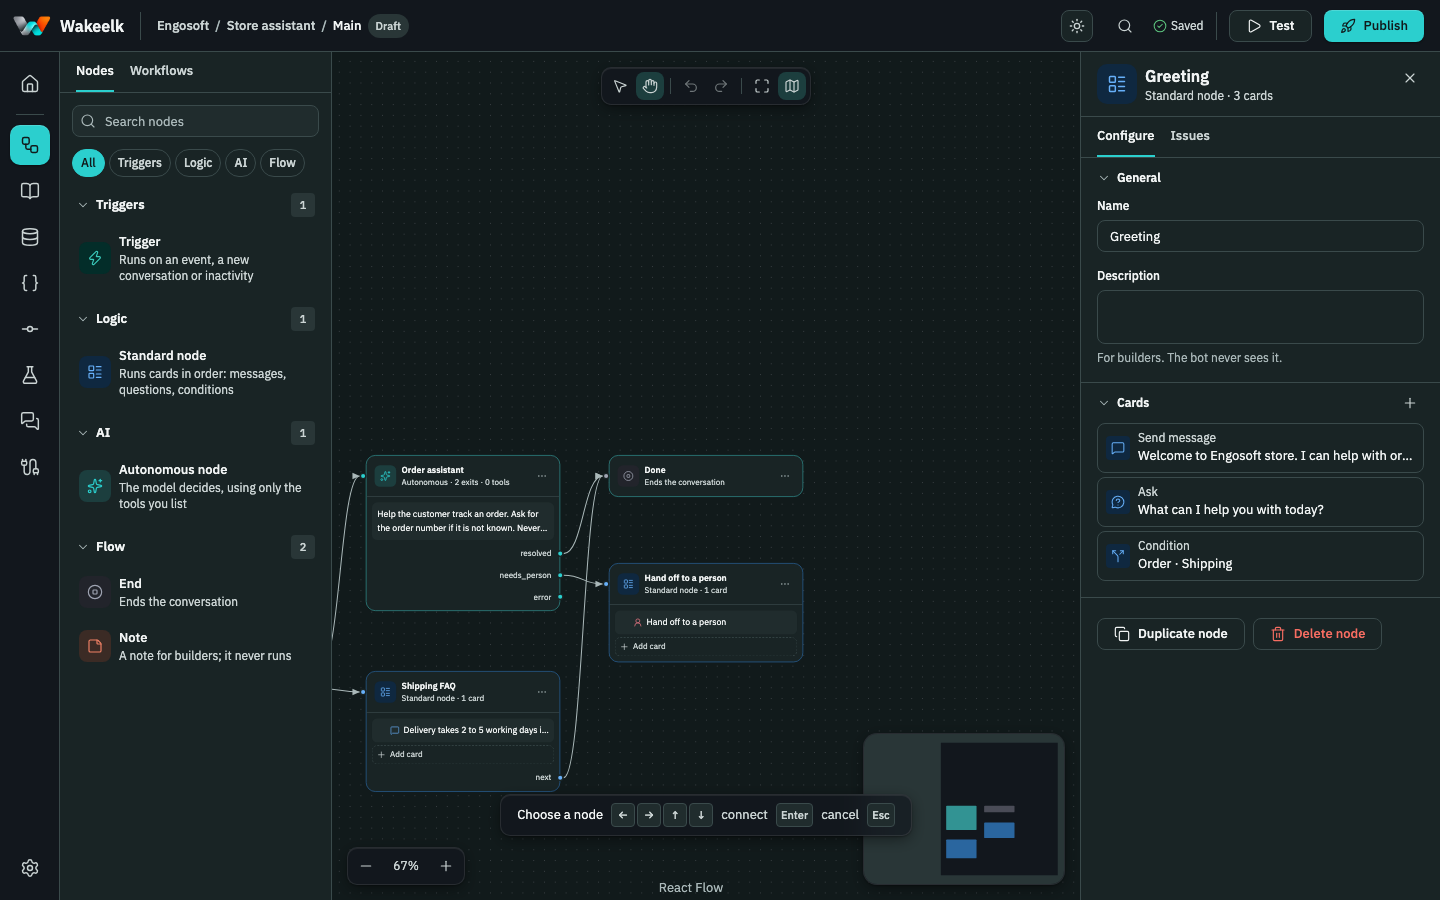 Wakeelk
Engosoft / Store assistant / Main Draft
Saved
Test
Publish
Nodes Workflows
Search nodes
All Triggers Logic AI Flow
Triggers 1
Trigger
Runs on an event, a new
conversation or inactivity
Logic 1
Standard node
Runs cards in order: messages,
questions, conditions
AI 1
Autonomous node
The model decides, using only the
tools you list
Flow 2
End
Ends the conversation
Note
A note for builders; it never runs
Order assistant
Autonomous · 2 exits · 0 tools
Help the customer track an order. Ask for
the order number if it is not known. Never...
resolved
needs_person
error
Done
Ends the conversation
Hand off to a person
Standard node · 1 card
Hand off to a person
Add card
Shipping FAQ
Standard node · 1 card
Delivery takes 2 to 5 working days i...
Add card
next
Choose a node ← → ↑ ↓ connect Enter cancel Esc
67%
React Flow
Greeting
Standard node · 3 cards
Configure Issues
General
Name
Greeting
Description
For builders. The bot never sees it.
Cards
Send message
Welcome to Engosoft store. I can help with or...
Ask
What can I help you with today?
Condition
Order · Shipping
Duplicate node
Delete node